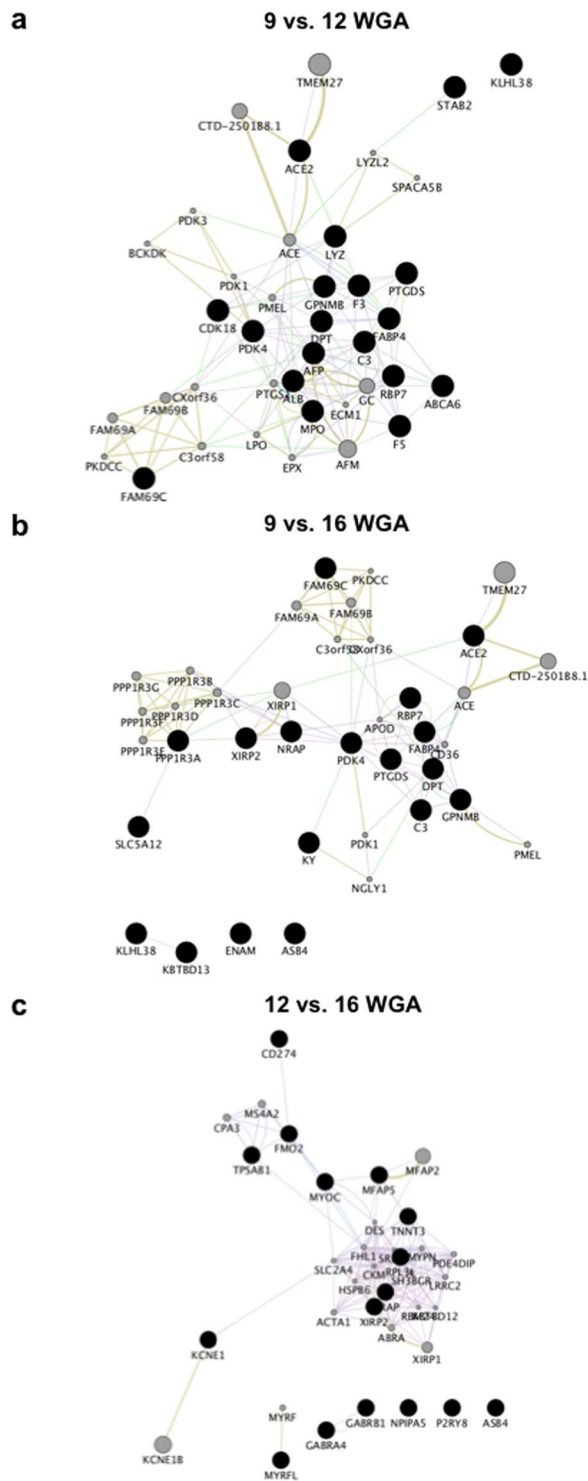 a
9 vs. 12 WGA
TMEM27
KLHL38
STAB2
CTD-2501B8.1
ACE2
LYZL2
SPACA5B
PDK3
BCKDK
ACE
LYZ
PDK1
PMEL
GPNMB
F3
PTGDS
CDK18
PDK4
DPT
FABP4
C3
AFP
CXorf36
FAM69B
ALB
GC
RBP7
ABCA6
ECM1
FAM69A
MPO
F5
PKDCC
C3orf58
LPO
EPX
AFM
FAM69C
b
9 vs. 16 WGA
FAM69C
PKDCC
TMEM27
FAM69A
FAM69B
C3orf58
CXorf36
ACE2
CTD-2501B8.1
PPP1R3G
PPP1R3B
PPP1R3C
XIRP1
ACE
PPP1R3F
PPP1R3D
RBP7
APOD
PPP1R3E
PPP1R3A
XIRP2
NRAP
PDK4
FABP4
CD36
PTGDS
DPT
SLC5A12
C3
GPNMB
KY
PDK1
PMEL
NGLY1
KLHL38
KBTBD13
ENAM
ASB4
c
12 vs. 16 WGA
CD274
MS4A2
CPA3
FMO2
TPSAB1
MYOC
MFAP5
MFAP2
DES
TNNT3
FHL1
MYPN
PDE4DIP
SLC2A4
CKM
SH3BGR
LRRC2
HSPB6
ACTA1
XIRP2
ABRA
XIRP1
KCNE1
KCNE1B
MYRF
MYRFL
GABRA4
GABRB1
NPIPA5
P2RY8
ASB4